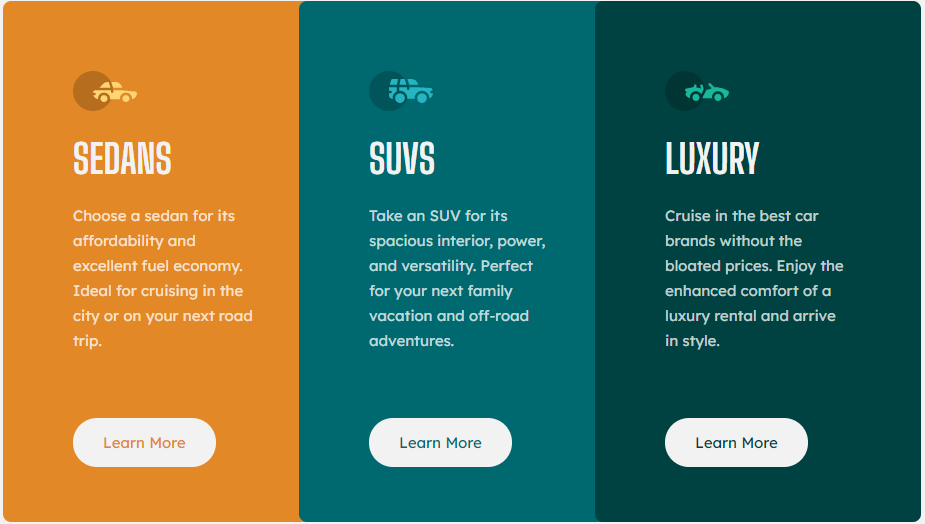 SEDANS
Choose a sedan for its
affordability and
excellent fuel economy.
Ideal for cruising in the
city or on your next road
trip.
Learn More
SUVS
Take an SUV for its
spacious interior, power,
and versatility. Perfect
for your next family
vacation and off-road
adventures.
Learn More
LUXURY
Cruise in the best car
brands without the
bloated prices. Enjoy the
enhanced comfort of a
luxury rental and arrive
in style.
Learn More